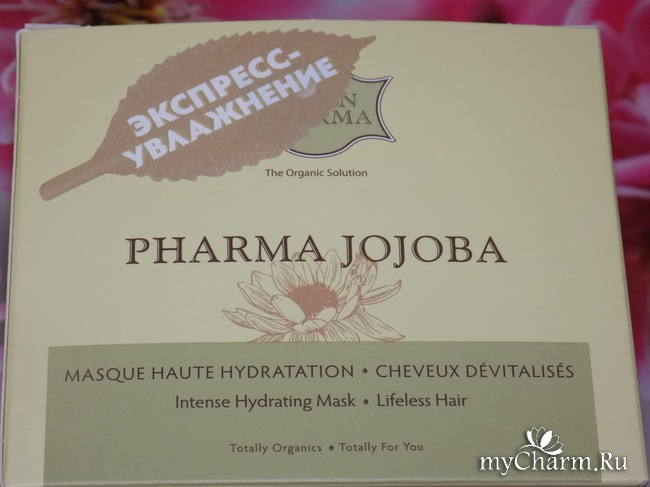 ЭКСПРЕСС-
УВЛАЖНЕНИЕ
The Organic Solution
PHARMA JOJOBA
MASQUE HAUTE HYDRATATION • CHEVEUX DÉVITALISÉS
Intense Hydrating Mask • Lifeless Hair
Totally Organics • Totally For You
myCharm.Ru